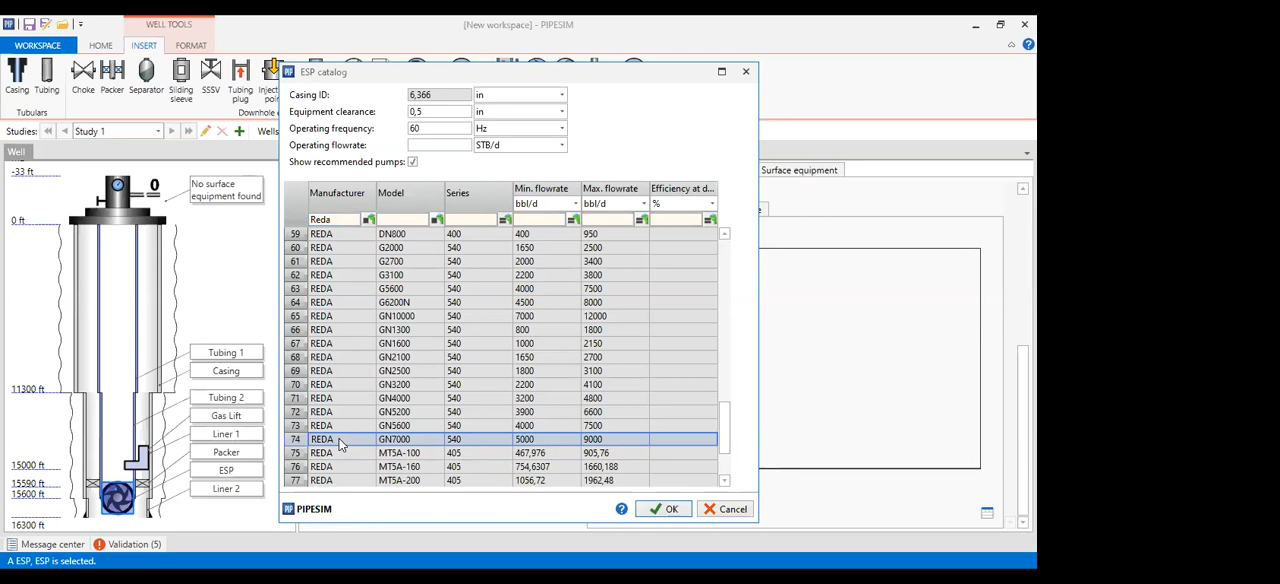 PIP
WELL TOOLS
[New workspace] - PIPESIM
WORKSPACE HOME INSERT FORMAT
Casing Tubing Choke Packer Separator Sliding sleeve SSSV Tubing plug
Tubulars
Studies: Study 1 Wells
Well
Surface equipment
-33 ft
No surface equipment found
0 ft
Tubing 1
Casing
11300 ft
Tubing 2
Gas Lift
Liner 1
Packer
15000 ft
ESP
15590 ft
15600 ft
Liner 2
16300 ft
PIP ESP catalog
Casing ID: 6,366 in
Equipment clearance: 0,5 in
Operating frequency: 60 Hz
Operating flowrate: STB/d
Show recommended pumps:
Manufacturer Model Series Min. flowrate Max. flowrate Efficiency at d...
bbl/d bbl/d %
Reda
59 REDA DN800 400 400 950
60 REDA G2000 540 1650 2500
61 REDA G2700 540 2000 3400
62 REDA G3100 540 2200 3800
63 REDA G5600 540 4000 7500
64 REDA G6200N 540 4500 8000
65 REDA GN10000 540 7000 12000
66 REDA GN1300 540 800 1800
67 REDA GN1600 540 1000 2150
68 REDA GN2100 540 1650 2700
69 REDA GN2500 540 1800 3100
70 REDA GN3200 540 2200 4100
71 REDA GN4000 540 3200 4800
72 REDA GN5200 540 3900 6600
73 REDA GN5600 540 4000 7500
74 REDA GN7000 540 5000 9000
75 REDA MT5A-100 405 467,976 905,76
76 REDA MT5A-160 405 754,6307 1660,188
77 REDA MT5A-200 405 1056,72 1962,48
PIP PIPESIM ? OK Cancel
Message center Validation (5)
A ESP, ESP is selected.